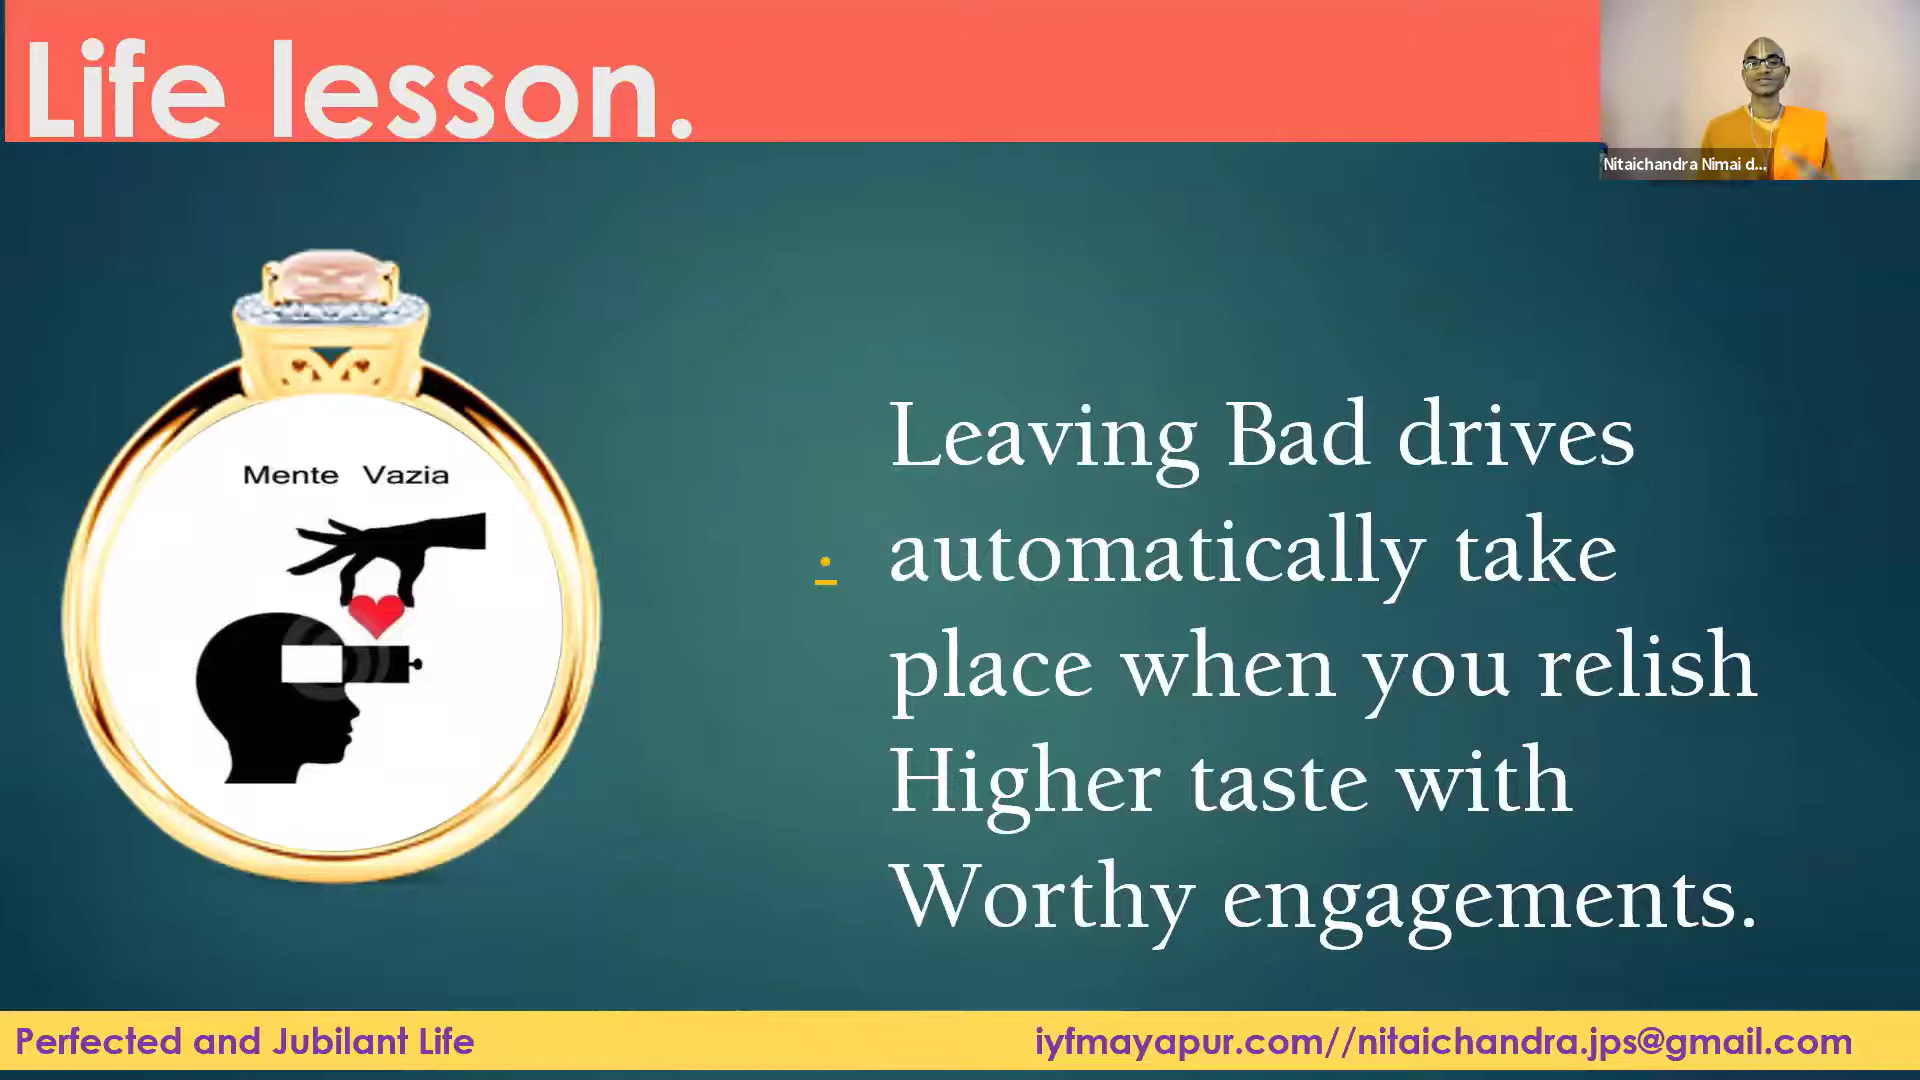 Life lesson.
Nitaichandra Nimai d...
Mente Vazia
Leaving Bad drives
automatically take
place when you relish
Higher taste with
Worthy engagements.
Perfected and Jubilant Life
iyfmayapur.com//nitaichandra.jps@gmail.com